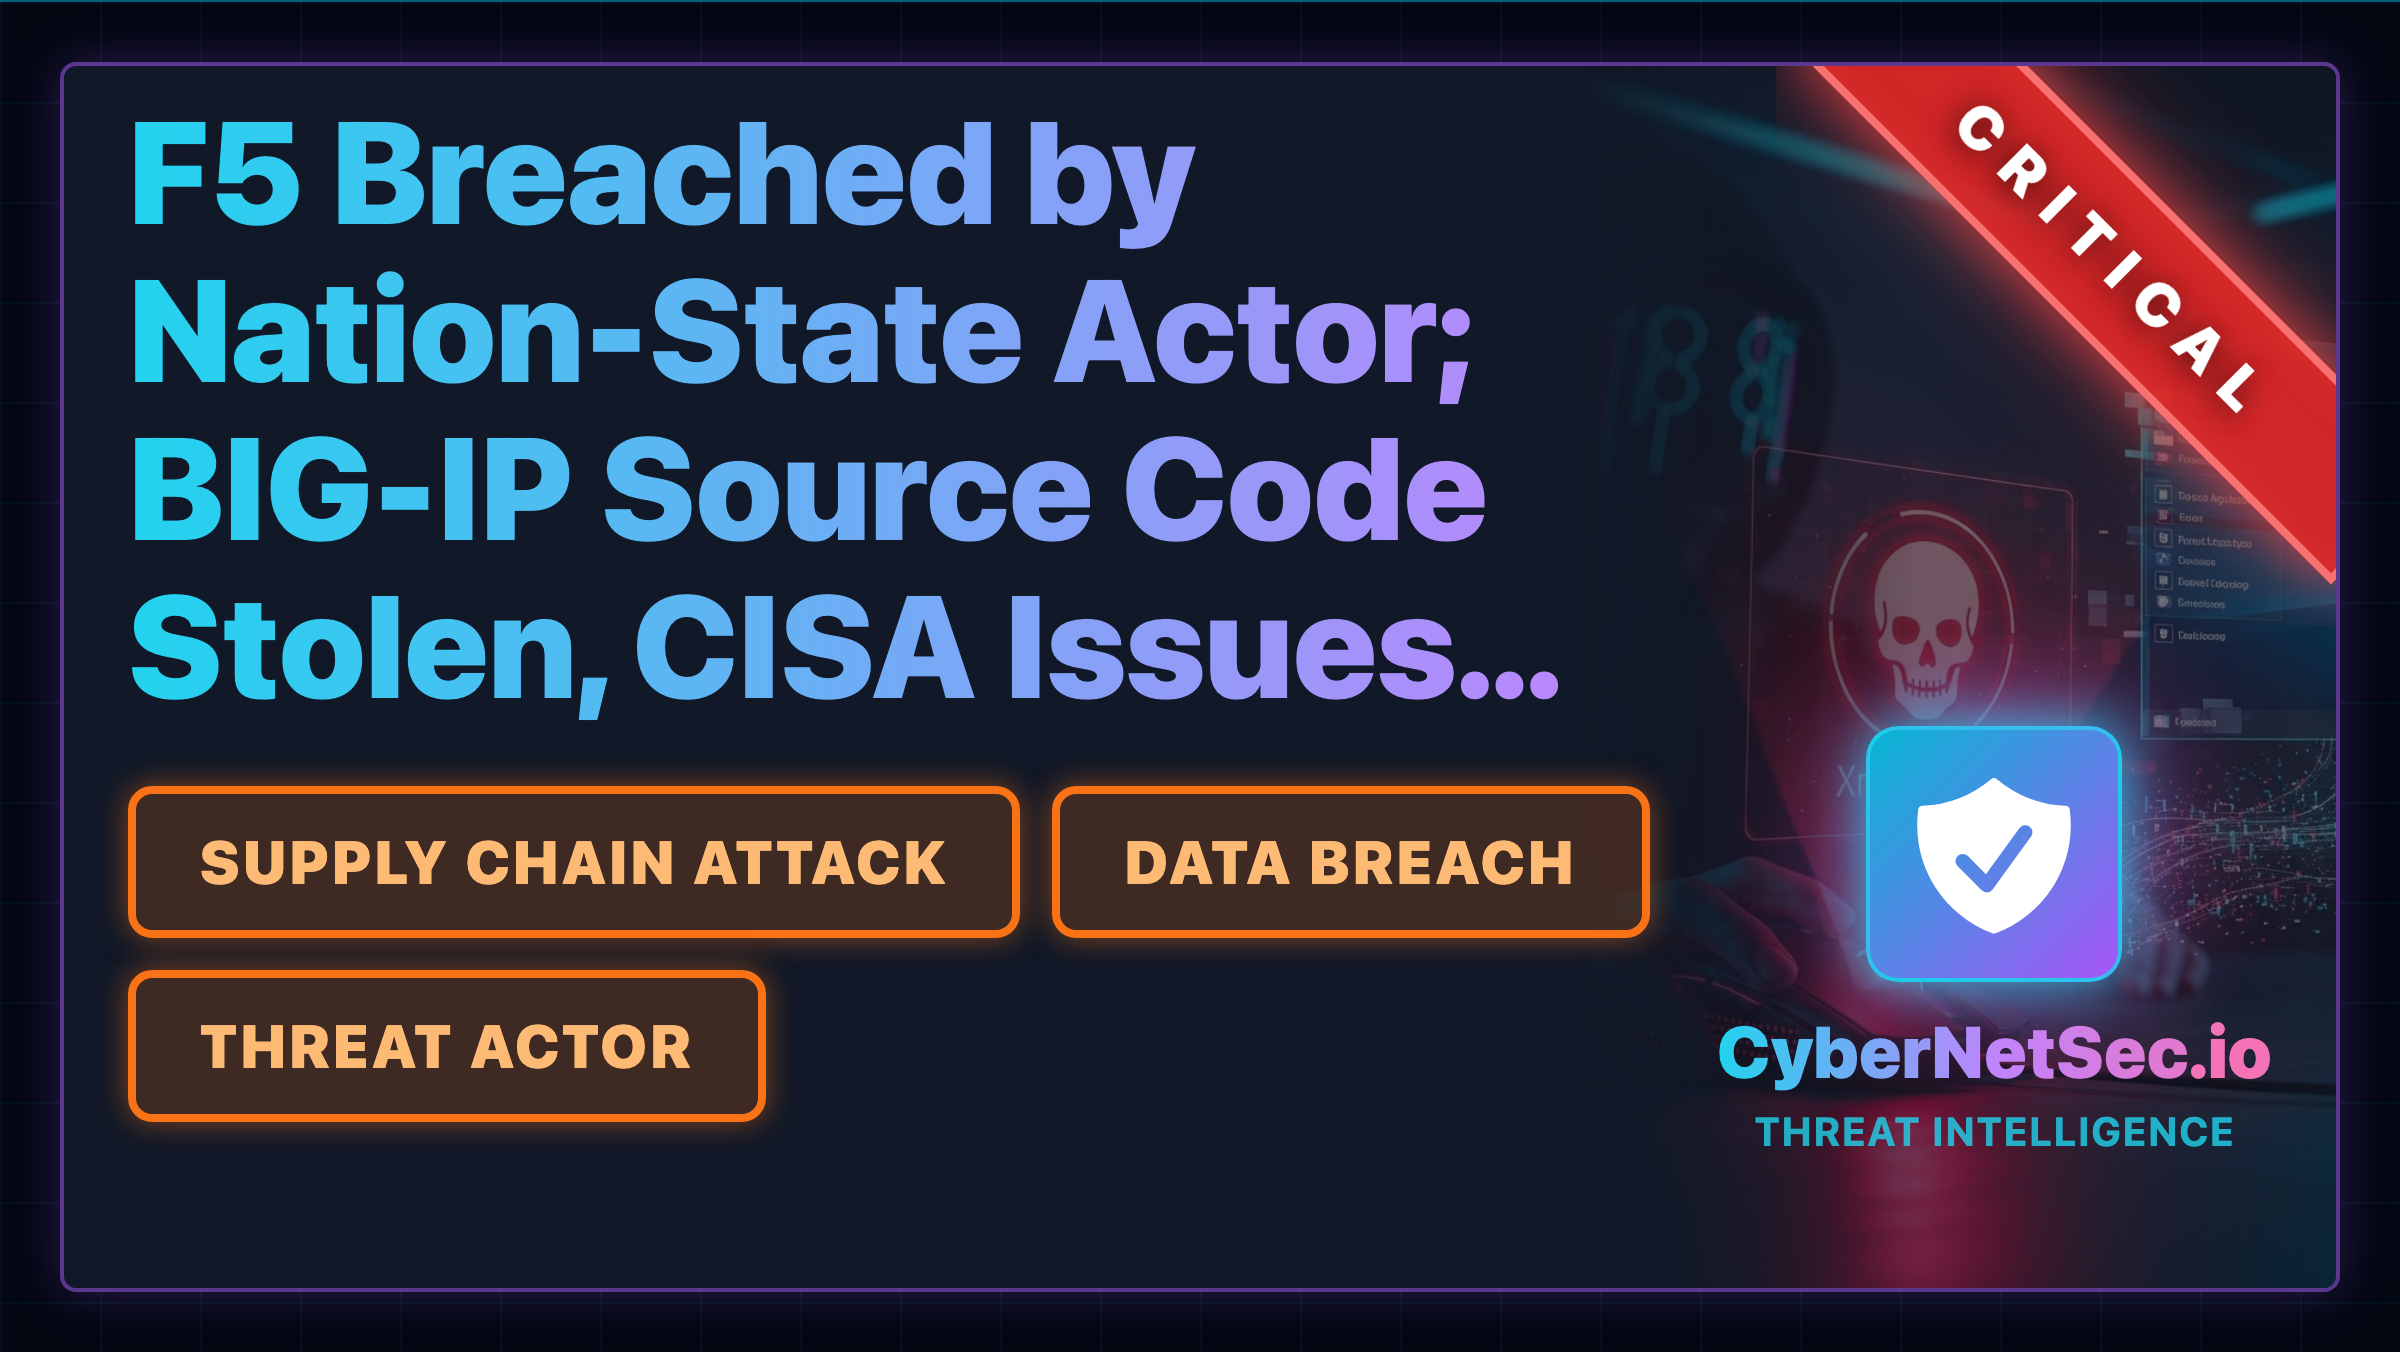 F5 Breached by
Nation-State Actor;
BIG-IP Source Code
Stolen, CISA Issues...
CRITICAL
SUPPLY CHAIN ATTACK
DATA BREACH
THREAT ACTOR
CyberNetSec.io
THREAT INTELLIGENCE